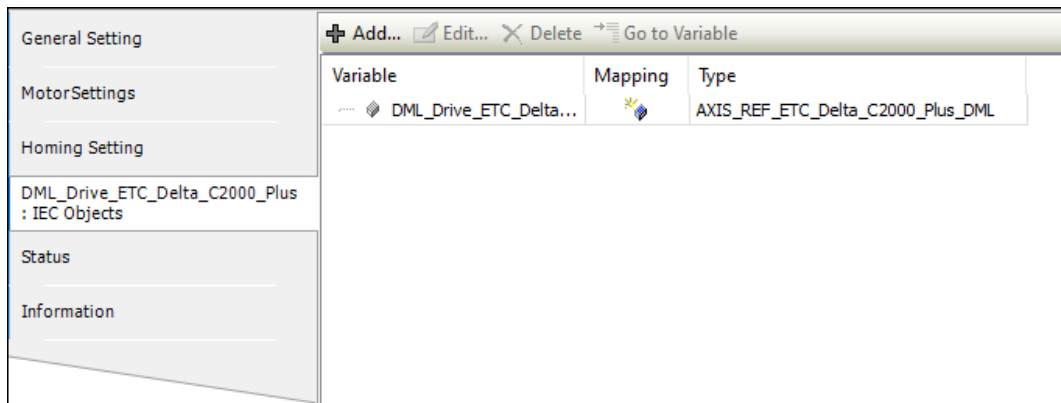 General Setting
MotorSettings
Homing Setting
DML_Drive_ETC_Delta_C2000_Plus
: IEC Objects
Status
Information
Add... Edit... Delete Go to Variable
Variable Mapping Type
DML_Drive_ETC_Delta... AXIS_REF_ETC_Delta_C2000_Plus_DML